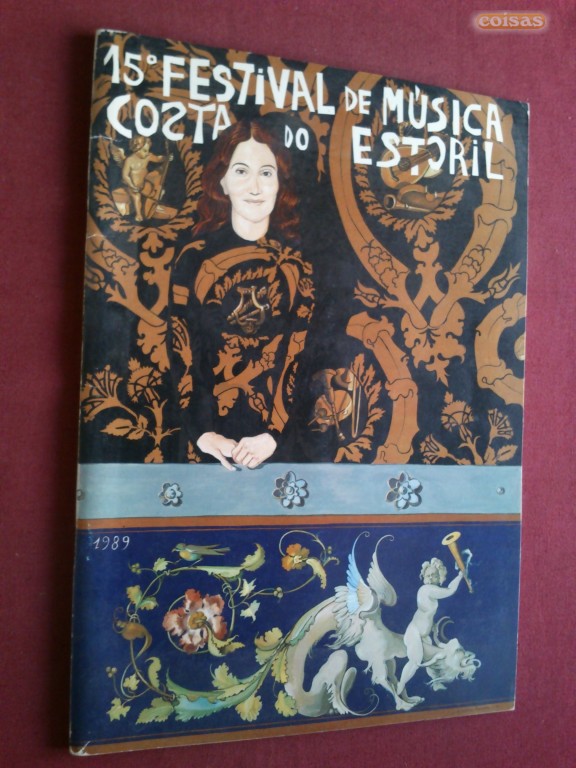 coisas
15º FESTIVAL DE MÚSICA
COSTA DO ESTORIL
1989